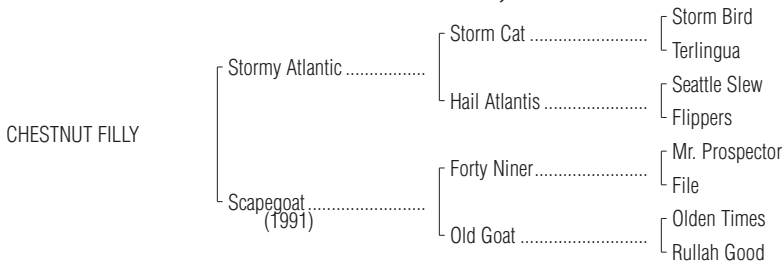 Storm Bird
Storm Cat ..........................
Terlingua
Stormy Atlantic .................
Seattle Slew
Hail Atlantis .......................
Flippers
CHESTNUT FILLY
Mr. Prospector
Forty Niner.........................
File
Scapegoat.........................
(1991)
Olden Times
Old Goat ............................
Rullah Good